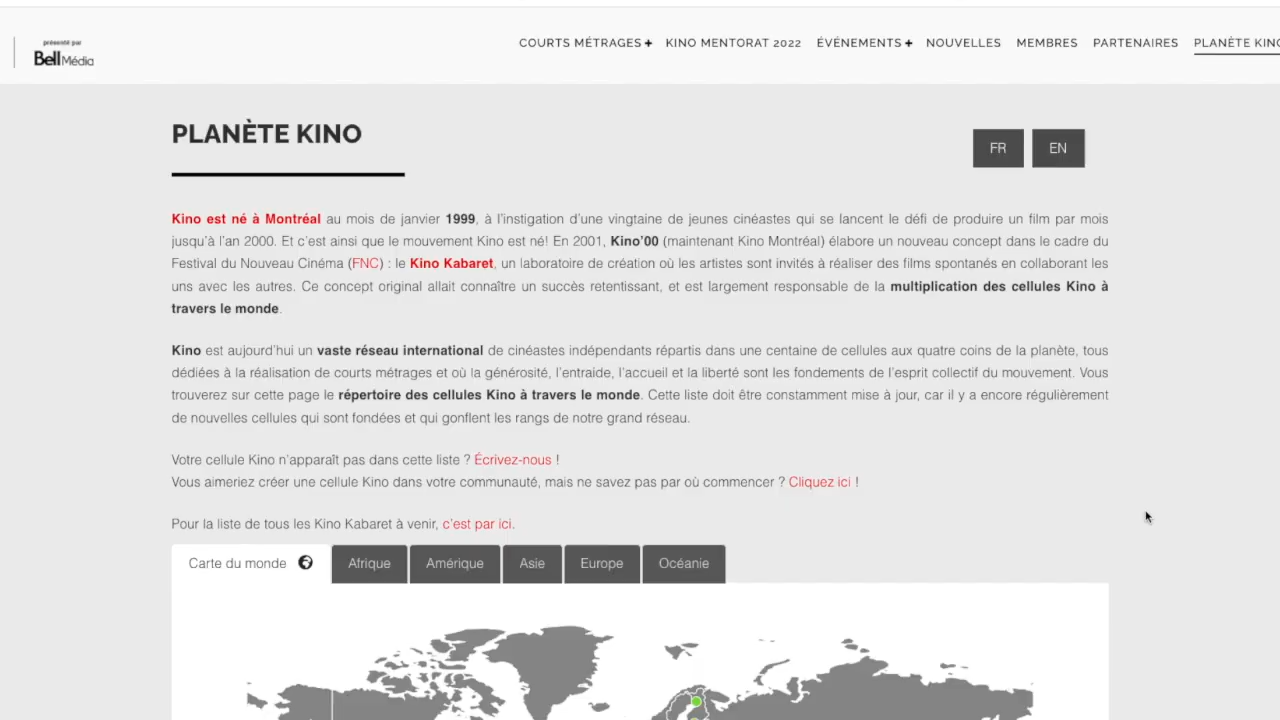 présenté par
Bell Média
COURTS MÉTRAGES + KINO MENTORAT 2022 ÉVÉNEMENTS + NOUVELLES MEMBRES PARTENAIRES PLANÈTE KINO
PLANÈTE KINO
FR EN
Kino est né à Montréal au mois de janvier 1999, à l’instigation d’une vingtaine de jeunes cinéastes qui se lancent le défi de produire un film par mois
jusqu’à l’an 2000. Et c’est ainsi que le mouvement Kino est né! En 2001, Kino’00 (maintenant Kino Montréal) élabore un nouveau concept dans le cadre du
Festival du Nouveau Cinéma (FNC) : le Kino Kabaret, un laboratoire de création où les artistes sont invités à réaliser des films spontanés en collaborant les
uns avec les autres. Ce concept original allait connaître un succès retentissant, et est largement responsable de la multiplication des cellules Kino à
travers le monde.
Kino est aujourd’hui un vaste réseau international de cinéastes indépendants répartis dans une centaine de cellules aux quatre coins de la planète, tous
dédiées à la réalisation de courts métrages et où la générosité, l’entraide, l’accueil et la liberté sont les fondements de l’esprit collectif du mouvement. Vous
trouverez sur cette page le répertoire des cellules Kino à travers le monde. Cette liste doit être constamment mise à jour, car il y a encore régulièrement
de nouvelles cellules qui sont fondées et qui gonflent les rangs de notre grand réseau.
Votre cellule Kino n’apparaît pas dans cette liste ? Écrivez-nous !
Vous aimeriez créer une cellule Kino dans votre communauté, mais ne savez pas par où commencer ? Cliquez ici !
Pour la liste de tous les Kino Kabaret à venir, c’est par ici.
Carte du monde Afrique Amérique Asie Europe Océanie